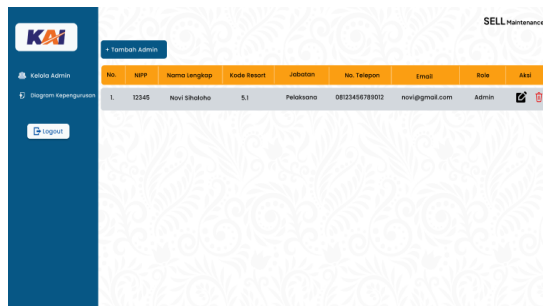 KAI
SELL Maintenance
+ Tambah Admin
Kelola Admin
Diagram Kepengurusan
Logout
No. NIPP Nama Lengkap Kode Resort Jabatan No. Telepon Email Role Aksi
1. 12345 Novi Sihaloho 5.1 Pelaksana 08123456789012 novi@gmail.com Admin